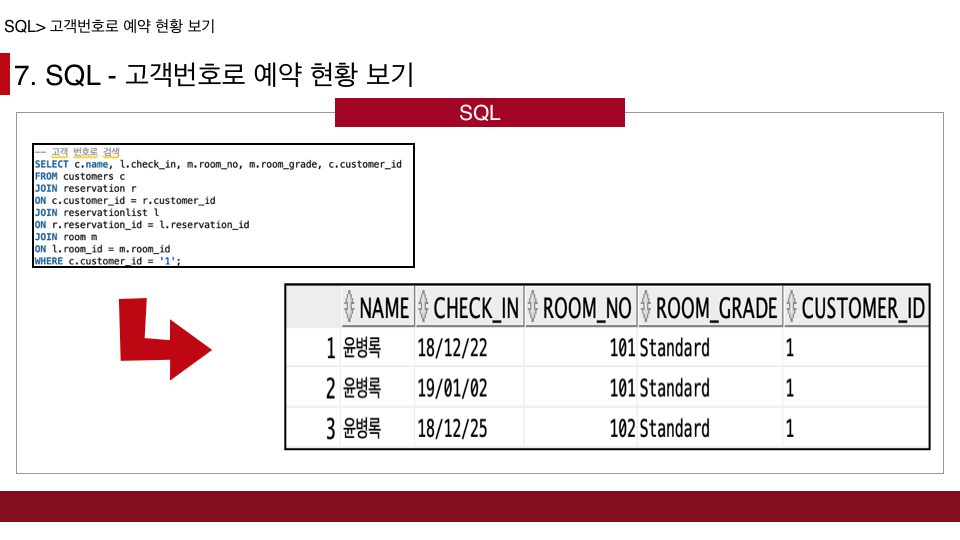 SQL> 고객번호로 예약 현황 보기
7. SQL - 고객번호로 예약 현황 보기
SQL
-- 고객 번호로 검색
SELECT c.name, l.check_in, m.room_no, m.room_grade, c.customer_id
FROM customers c
JOIN reservation r
ON c.customer_id = r.customer_id
JOIN reservationlist l
ON r.reservation_id = l.reservation_id
JOIN room m
ON l.room_id = m.room_id
WHERE c.customer_id = '1';
NAME CHECK_IN ROOM_NO ROOM_GRADE CUSTOMER_ID
1 윤병록 18/12/22 101 Standard 1
2 윤병록 19/01/02 101 Standard 1
3 윤병록 18/12/25 102 Standard 1